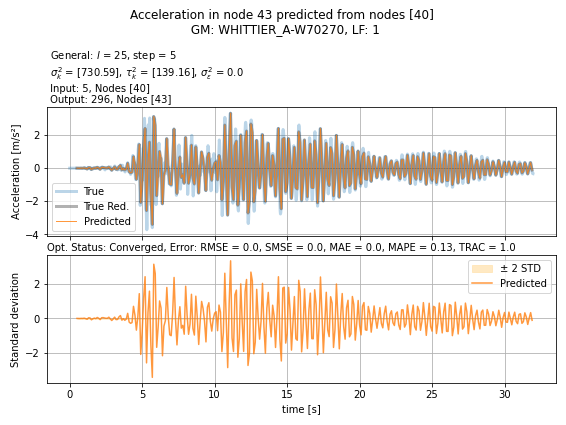 Acceleration in node 43 predicted from nodes [40]
GM: WHITTIER_A-W70270, LF: 1
General: l = 25, step = 5
σ²ₖ = [730.59], τ²ₖ = [139.16], σ²_ε = 0.0
Input: 5, Nodes [40]
Output: 296, Nodes [43]
Acceleration [m/s²]
2
0
−2
−4
True
True Red.
Predicted
Opt. Status: Converged, Error: RMSE = 0.0, SMSE = 0.0, MAE = 0.0, MAPE = 0.13, TRAC = 1.0
Standard deviation
2
0
−2
± 2 STD
Predicted
0 5 10 15 20 25 30
time [s]